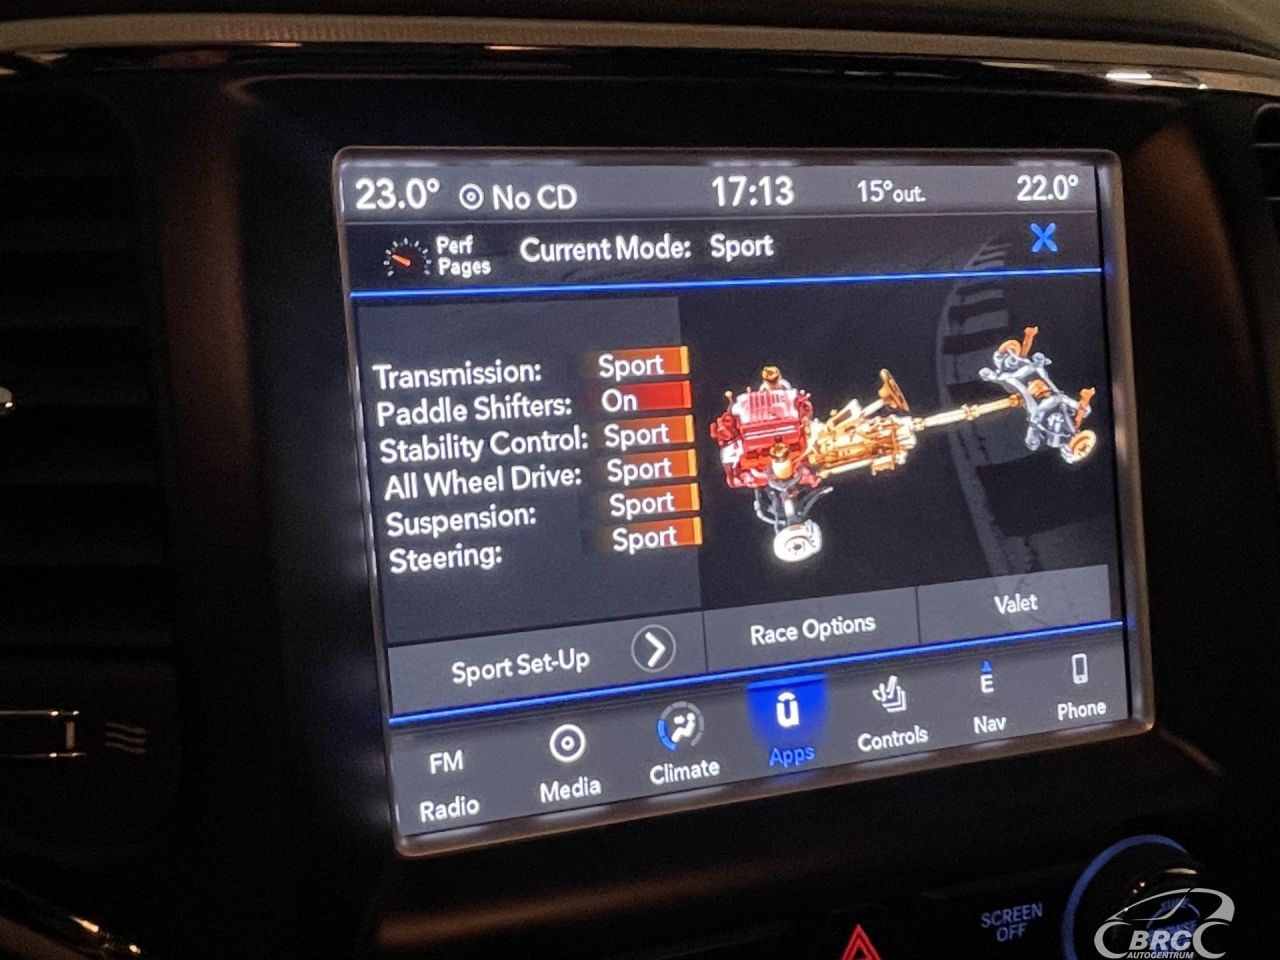 23.0° No CD 17:13 15° out. 22.0°
Perf Pages Current Mode: Sport X
Transmission: Sport
Paddle Shifters: On
Stability Control: Sport
All Wheel Drive: Sport
Suspension: Sport
Steering: Sport
Sport Set-Up Race Options Valet
FM E
Radio Media Climate Apps Controls Nav Phone
SCREEN
OFF
BRC
AUTOCENTRUM